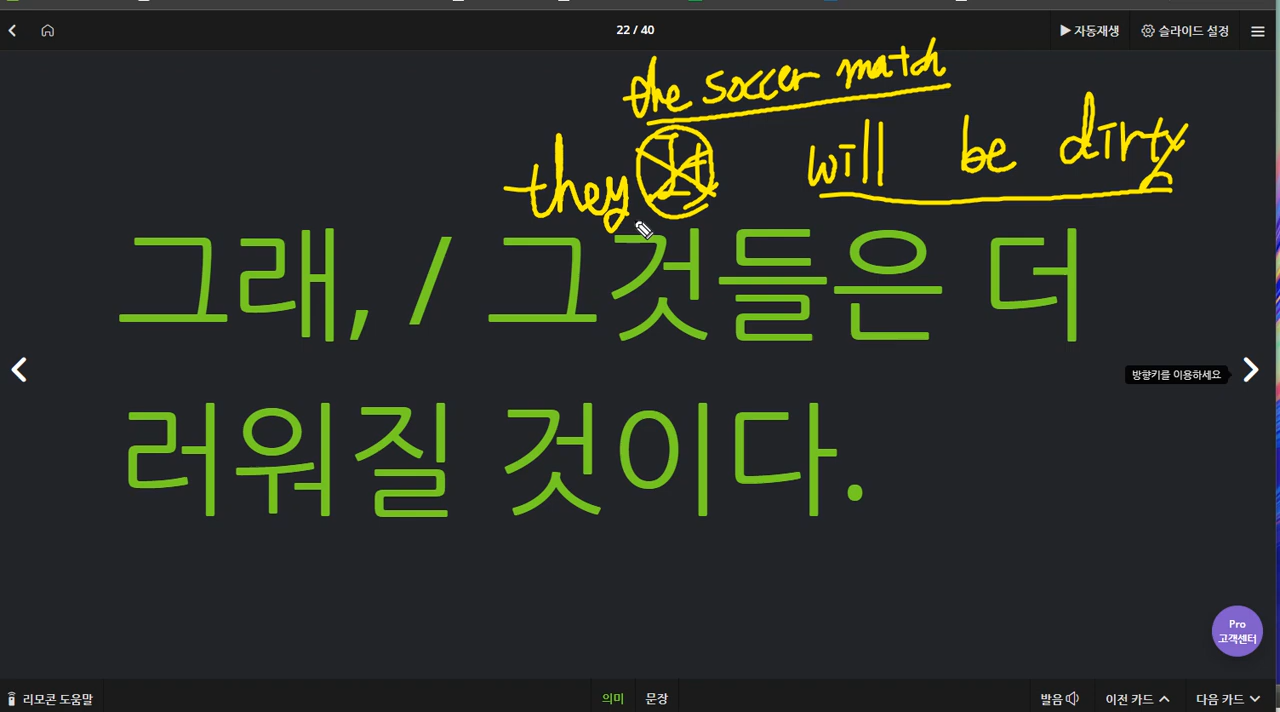 22 / 40
자동재생
슬라이드 설정
the soccer match
they It will be dirty
그래, / 그것들은 더
러워질 것이다.
방향키를 이용하세요
Pro
고객센터
리모콘 도움말
의미
문장
발음
이전 카드
다음 카드